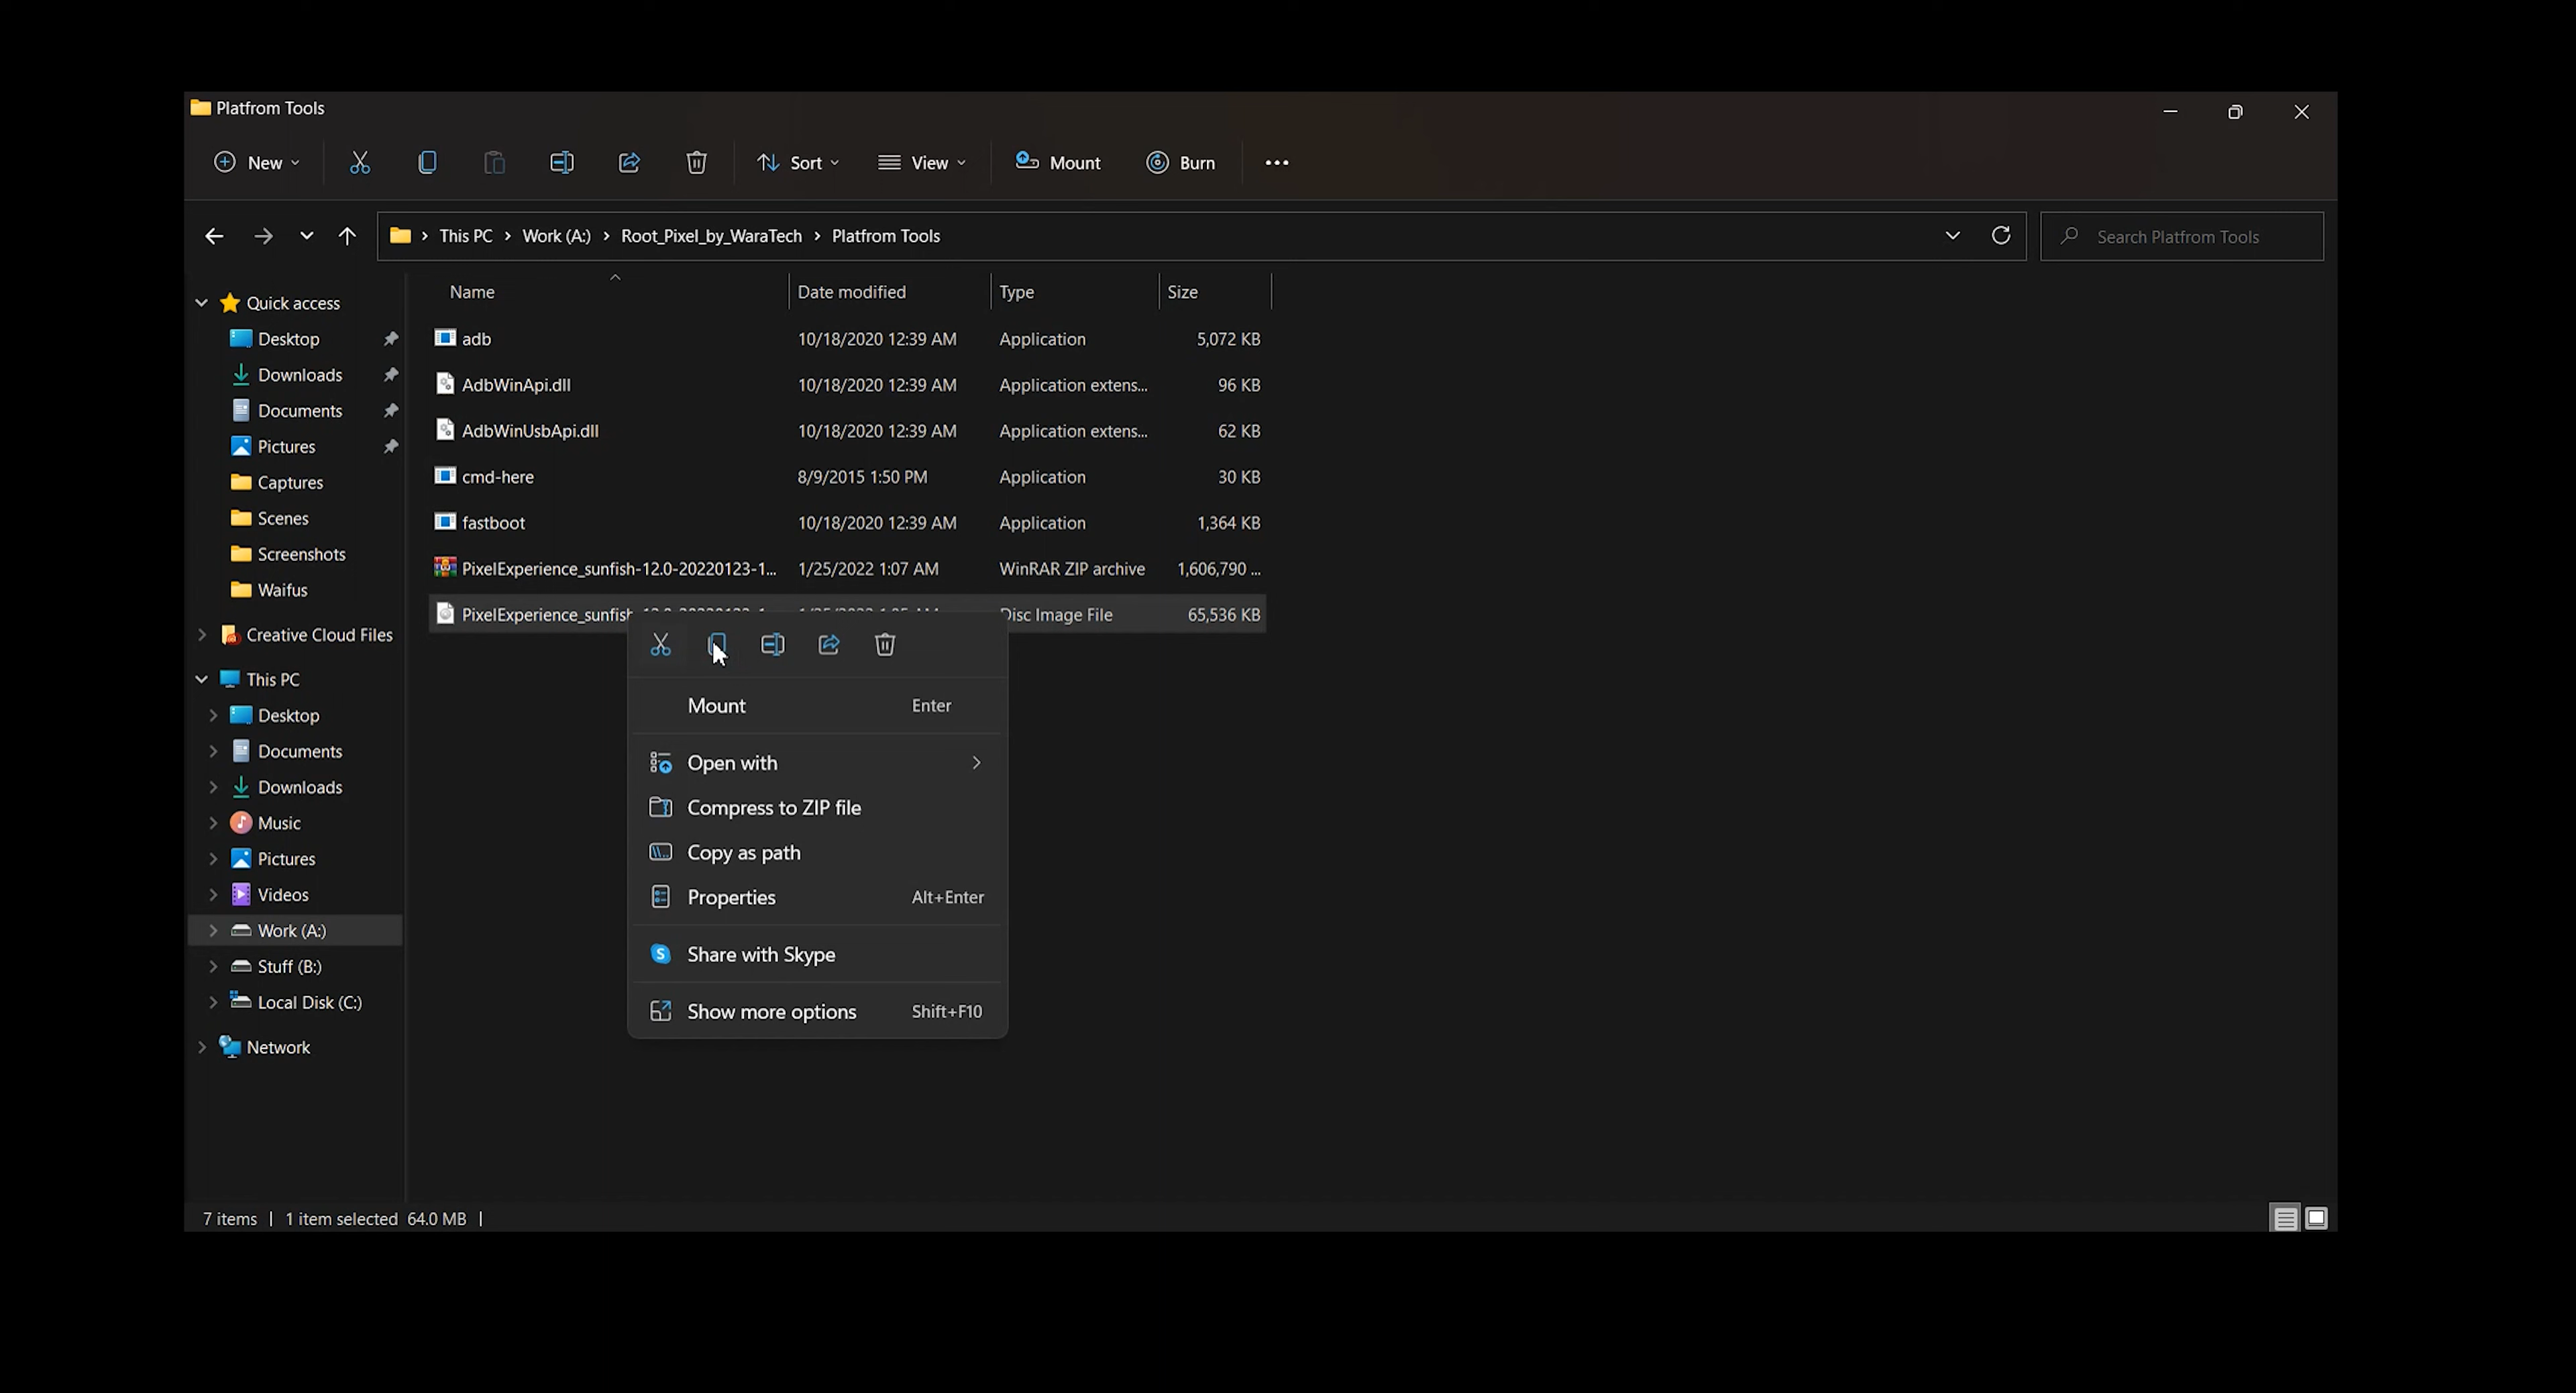 Platfrom Tools
New
Sort
View
Mount
Burn
This PC > Work (A:) > Root_Pixel_by_WaraTech > Platfrom Tools
Search Platfrom Tools
Name Date modified Type Size
adb 10/18/2020 12:39 AM Application 5,072 KB
AdbWinApi.dll 10/18/2020 12:39 AM Application extens... 96 KB
AdbWinUsbApi.dll 10/18/2020 12:39 AM Application extens... 62 KB
cmd-here 8/9/2015 1:50 PM Application 30 KB
fastboot 10/18/2020 12:39 AM Application 1,364 KB
PixelExperience_sunfish-12.0-20220123-1... 1/25/2022 1:07 AM WinRAR ZIP archive 1,606,790 ...
PixelExperience_sunfish Disc Image File 65,536 KB
Quick access
Desktop
Downloads
Documents
Pictures
Captures
Scenes
Screenshots
Waifus
Creative Cloud Files
This PC
Desktop
Documents
Downloads
Music
Pictures
Videos
Work (A:)
Stuff (B:)
Local Disk (C:)
Network
Mount Enter
Open with
Compress to ZIP file
Copy as path
Properties Alt+Enter
Share with Skype
Show more options Shift+F10
7 items | 1 item selected 64.0 MB |